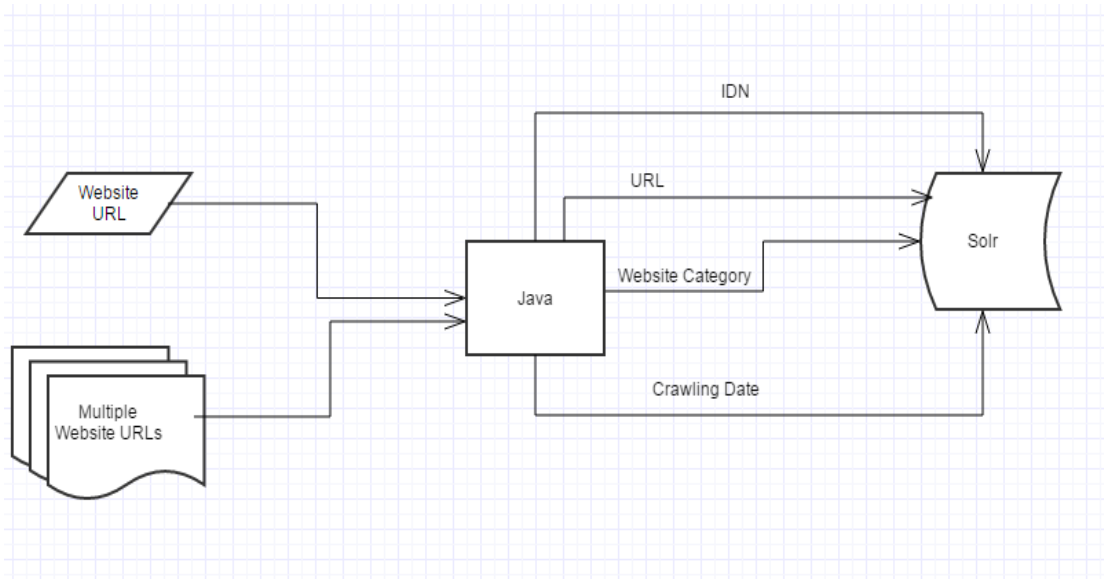 IDN
URL
Website
URL
Solr
Website Category
Java
Crawling Date
Multiple
Website URLs